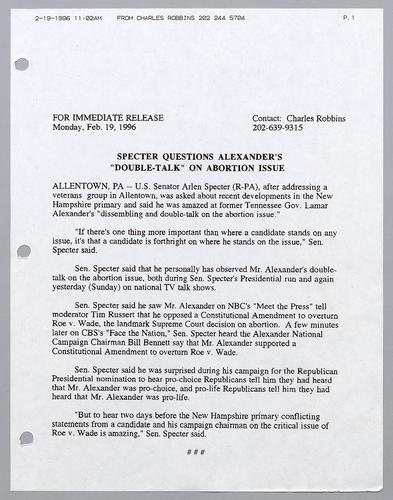 2-19-1996 11:02AM FROM CHARLES ROBBINS 202 244 5704 P. 1
FOR IMMEDIATE RELEASE Contact: Charles Robbins
Monday, Feb. 19, 1996 202-639-9315
SPECTER QUESTIONS ALEXANDER'S
"DOUBLE-TALK" ON ABORTION ISSUE
ALLENTOWN, PA -- U.S. Senator Arlen Specter (R-PA), after addressing a
veterans group in Allentown, was asked about recent developments in the New
Hampshire primary and said he was amazed at former Tennessee Gov. Lamar
Alexander's "dissembling and double-talk on the abortion issue."
"If there's one thing more important than where a candidate stands on any
issue, it's that a candidate is forthright on where he stands on the issue," Sen.
Specter said.
Sen. Specter said that he personally has observed Mr. Alexander's double-
talk on the abortion issue, both during Sen. Specter's Presidential run and again
yesterday (Sunday) on national TV talk shows.
Sen. Specter said he saw Mr. Alexander on NBC's "Meet the Press" tell
moderator Tim Russert that he opposed a Constitutional Amendment to overturn
Roe v. Wade, the landmark Supreme Court decision on abortion. A few minutes
later on CBS's "Face the Nation," Sen. Specter heard the Alexander National
Campaign Chairman Bill Bennett say that Mr. Alexander supported a
Constitutional Amendment to overturn Roe v. Wade.
Sen. Specter said he was surprised during his campaign for the Republican
Presidential nomination to hear pro-choice Republicans tell him they had heard
that Mr. Alexander was pro-choice, and pro-life Republicans tell him they had
heard that Mr. Alexander was pro-life.
"But to hear two days before the New Hampshire primary conflicting
statements from a candidate and his campaign chairman on the critical issue of
Roe v. Wade is amazing," Sen. Specter said.
# # #